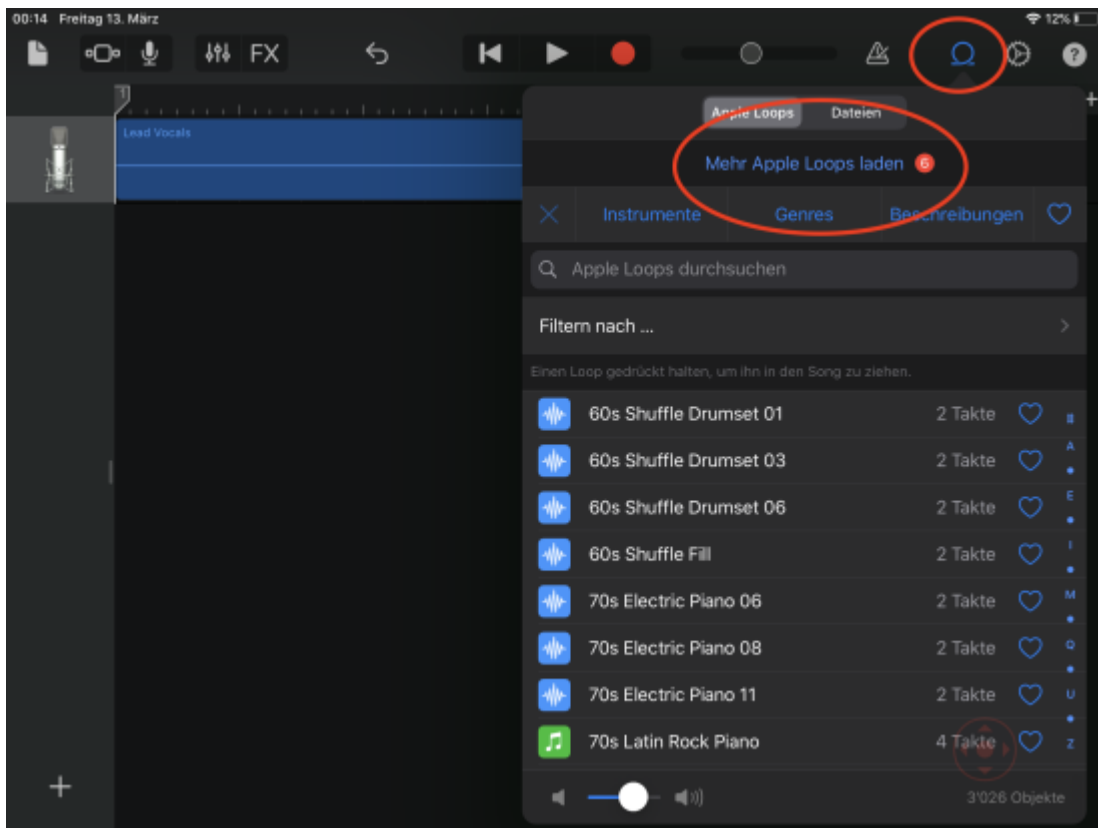 00:14 Freitag 13. März 12%
FX ?
1
Lead Vocals
Apple Loops Dateien
Mehr Apple Loops laden 6
Instrumente Genres Beschreibungen
Apple Loops durchsuchen
Filtern nach ...
Einen Loop gedrückt halten, um ihn in den Song zu ziehen.
60s Shuffle Drumset 01 2 Takte
60s Shuffle Drumset 03 2 Takte
60s Shuffle Drumset 06 2 Takte
60s Shuffle Fill 2 Takte
70s Electric Piano 06 2 Takte
70s Electric Piano 08 2 Takte
70s Electric Piano 11 2 Takte
70s Latin Rock Piano 4 Takte
#
A
E
I
M
Q
U
Z
3'026 Objekte